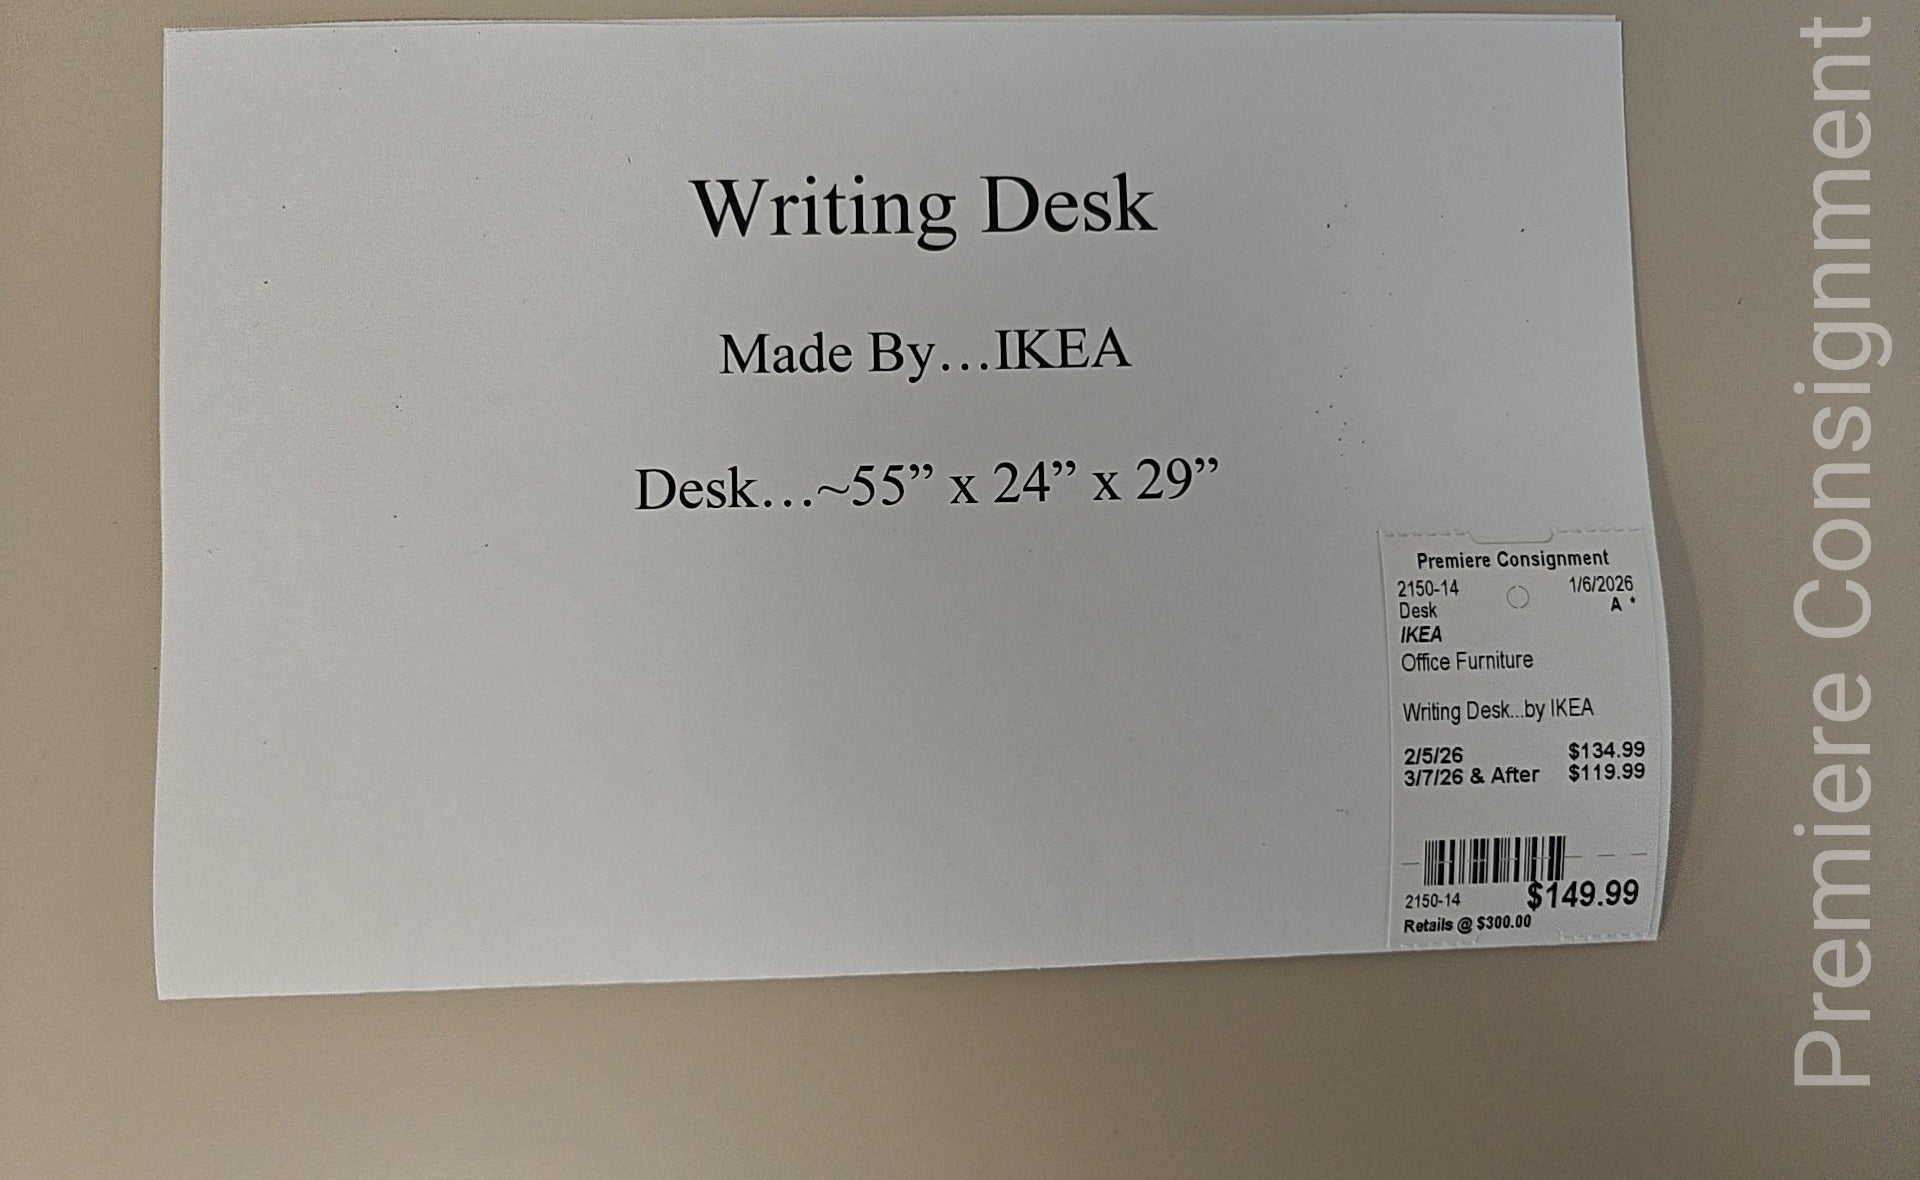 Writing Desk
Made By…IKEA
Desk…~55” x 24” x 29”
Premiere Consignment
2150-14 1/6/2026
Desk A *
IKEA
Office Furniture
Writing Desk...by IKEA
2/5/26 $134.99
3/7/26 & After $119.99
2150-14 $149.99
Retails @ $300.00
Premiere Consignment